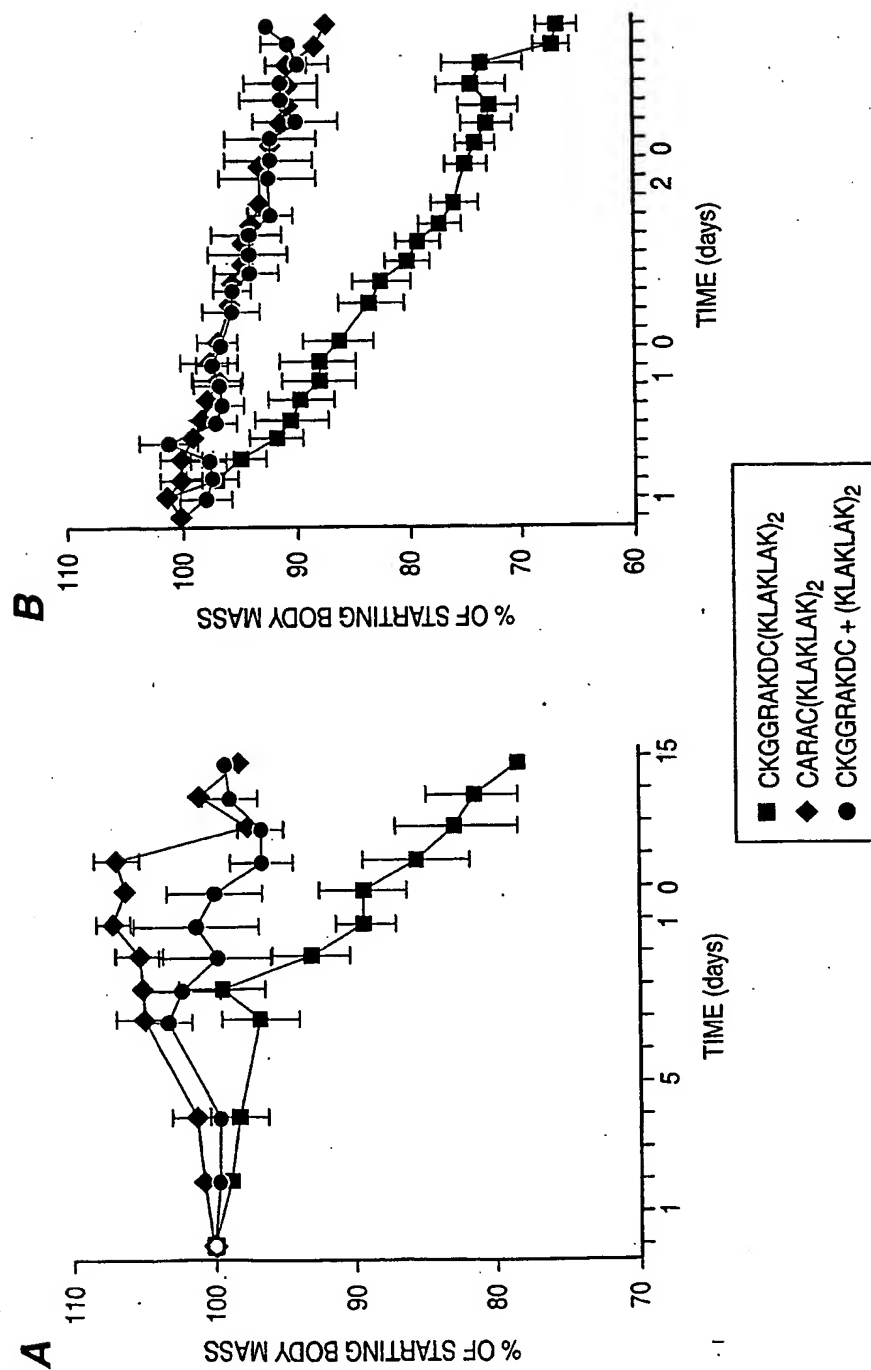 A
110
100
90
80
70
% OF STARTING BODY MASS
1
5
10
15
TIME (days)
B
110
100
90
80
70
60
% OF STARTING BODY MASS
1
10
20
TIME (days)
CKGGRAKDC(KLAKLAK)2
CARAC(KLAKLAK)2
CKGGRAKDC + (KLAKLAK)2